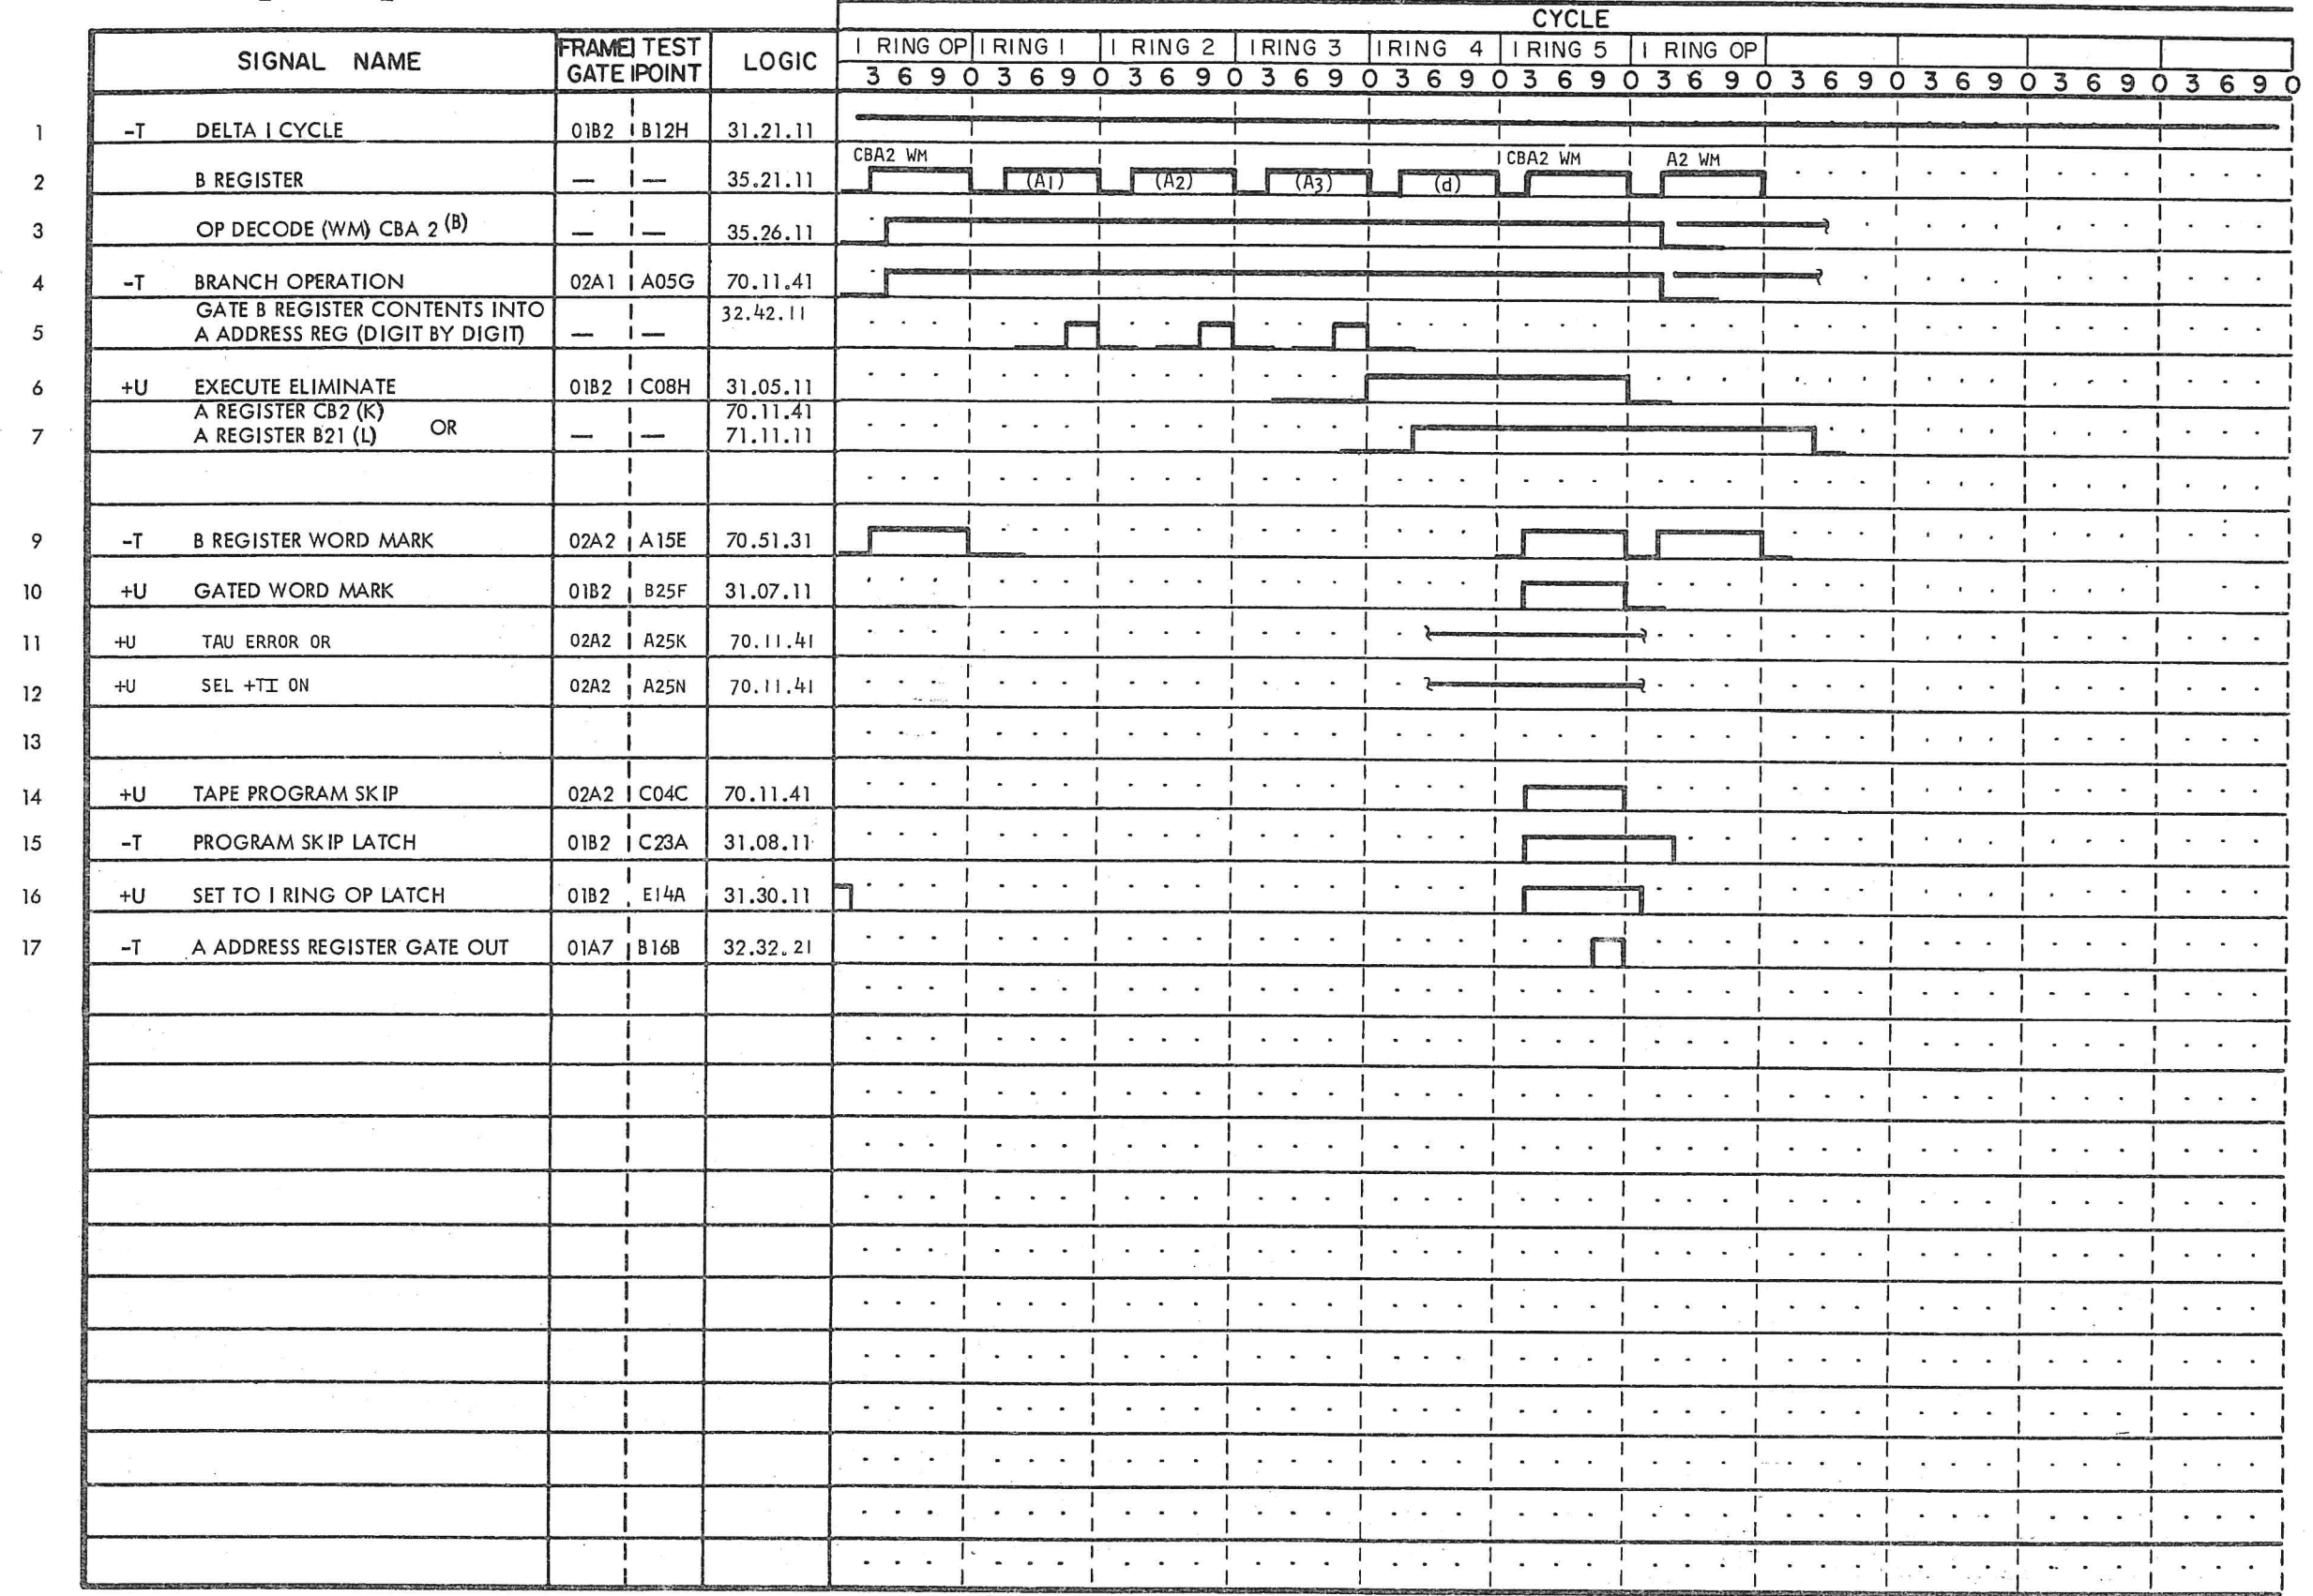 CYCLE
SIGNAL NAME FRAME GATE TEST POINT LOGIC I RING OP I RING 1 I RING 2 I RING 3 I RING 4 I RING 5 I RING OP
3 6 9 0 3 6 9 0 3 6 9 0 3 6 9 0 3 6 9 0 3 6 9 0 3 6 9 0 3 6 9 0 3 6 9 0 3 6 9 0 3 6 9 0
1 -T DELTA I CYCLE 01B2 B12H 31.21.11
CBA2 WM CBA2 WM A2 WM
2 B REGISTER — — 35.21.11 (A1) (A2) (A3) (d)
3 OP DECODE (WM) CBA 2 (B) — — 35.26.11
4 -T BRANCH OPERATION 02A1 A05G 70.11.41
GATE B REGISTER CONTENTS INTO 32.42.11
5 A ADDRESS REG (DIGIT BY DIGIT) — —
6 +U EXECUTE ELIMINATE 01B2 C08H 31.05.11
A REGISTER CB2 (K) OR 70.11.41
7 A REGISTER B21 (L) — — 71.11.11
9 -T B REGISTER WORD MARK 02A2 A15E 70.51.31
10 +U GATED WORD MARK 01B2 B25F 31.07.11
11 +U TAU ERROR OR 02A2 A25K 70.11.41
12 +U SEL +TI ON 02A2 A25N 70.11.41
13
14 +U TAPE PROGRAM SKIP 02A2 C04C 70.11.41
15 -T PROGRAM SKIP LATCH 01B2 C23A 31.08.11
16 +U SET TO I RING OP LATCH 01B2 E14A 31.30.11
17 -T A ADDRESS REGISTER GATE OUT 01A7 B16B 32.32.21